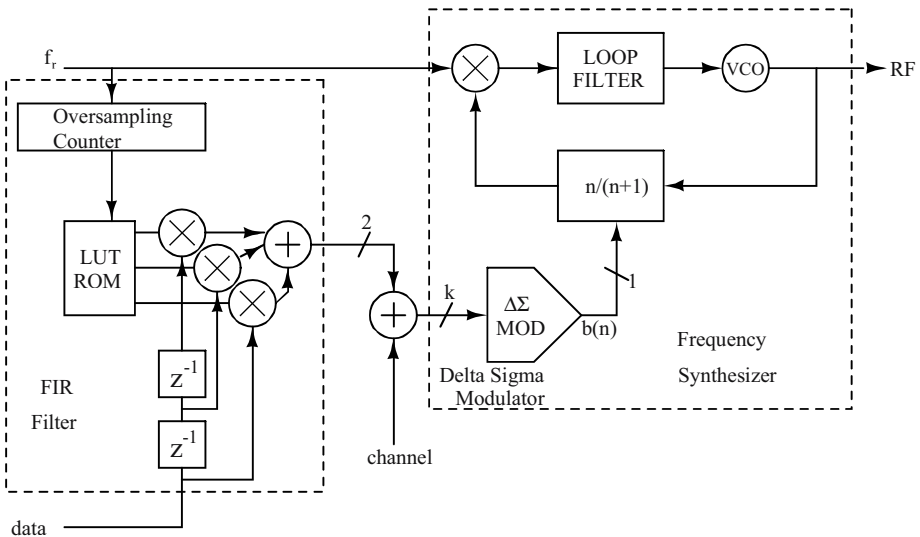 f_r
LOOP
FILTER
VCO
RF
Oversampling
Counter
n/(n+1)
LUT
ROM
2
1
k
ΔΣ
MOD
b(n)
Frequency
Synthesizer
Delta Sigma
Modulator
z^-1
FIR
Filter
z^-1
channel
data